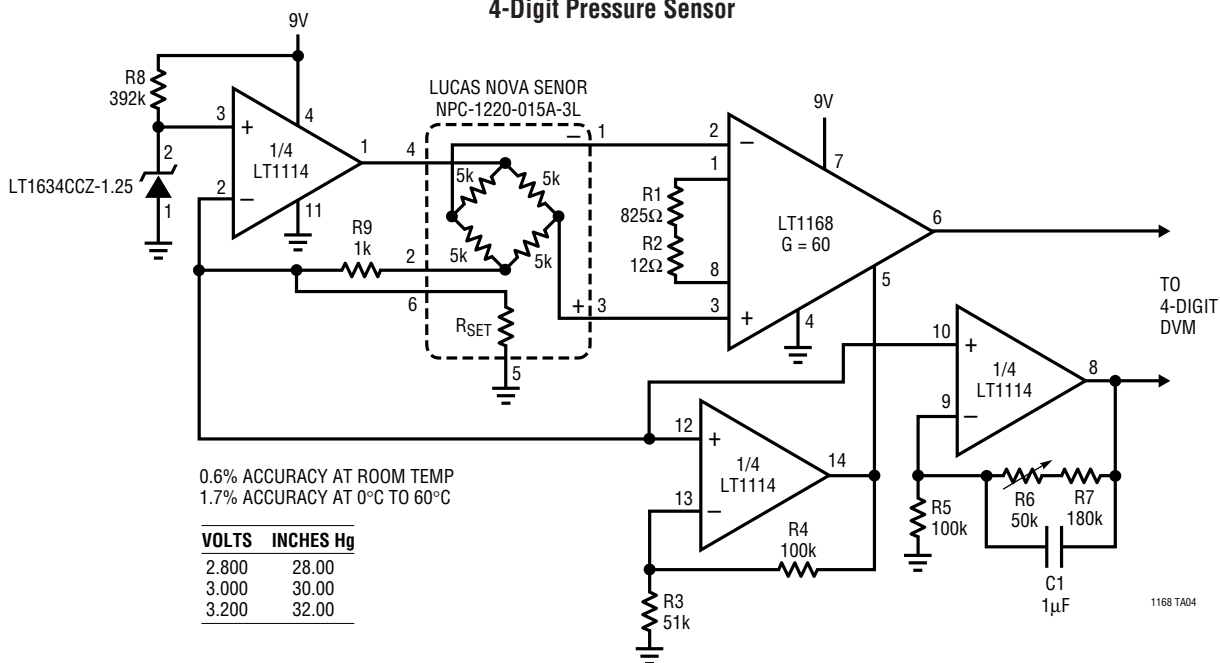 4-Digit Pressure Sensor
9V
R8
392k
LT1634CCZ-1.25
2
1
3
+
4
1/4
LT1114
1
2
–
11
LUCAS NOVA SENOR
NPC-1220-015A-3L
4
– 1
5k
5k
5k
5k
R9
1k
2
6
+ 3
RSET
5
9V
2
–
7
1
R1
825Ω
R2
12Ω
8
3
+
LT1168
G = 60
6
5
4
TO
4-DIGIT
DVM
10
+
1/4
LT1114
8
9
–
12
+
1/4
LT1114
14
13
–
R5
100k
R6
50k
R7
180k
C1
1µF
R4
100k
R3
51k
0.6% ACCURACY AT ROOM TEMP
1.7% ACCURACY AT 0°C TO 60°C
VOLTS INCHES Hg
2.800 28.00
3.000 30.00
3.200 32.00
1168 TA04